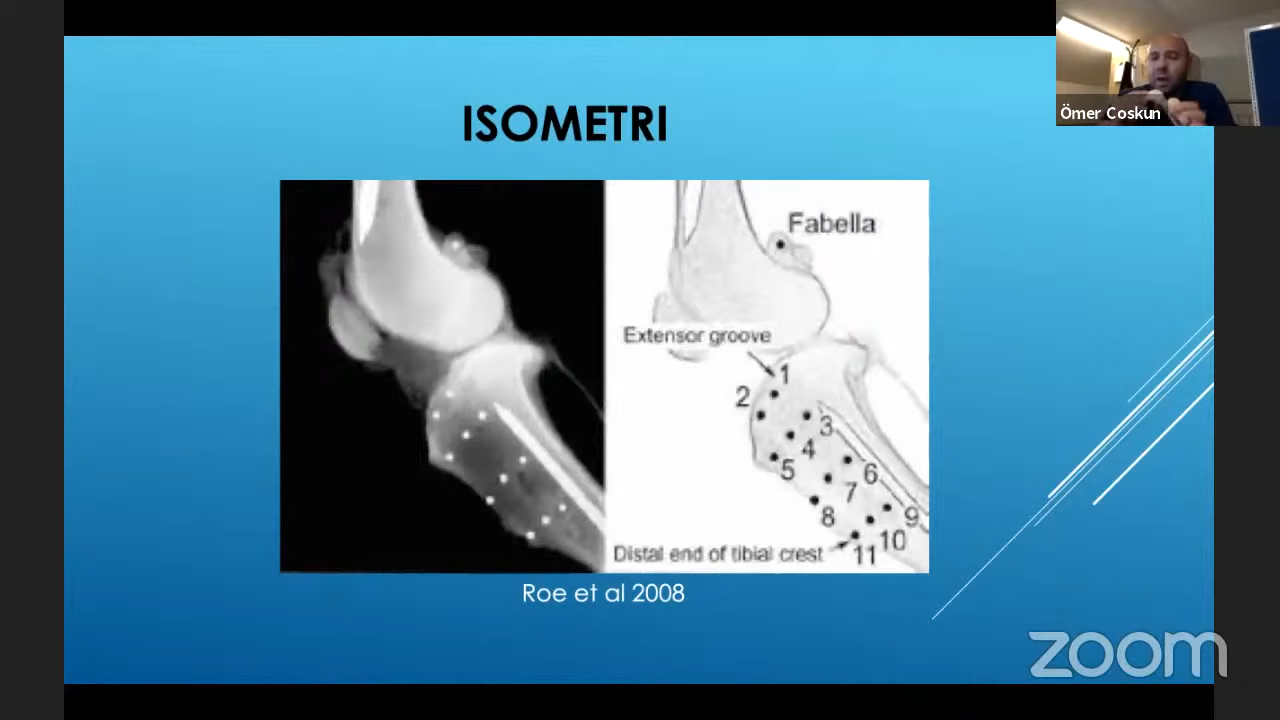 Ömer Coskun
ISOMETRI
Fabella
Extensor groove
1
2
3
4
5
6
7
8
9
10
11
Distal end of tibial crest
Roe et al 2008
zoom